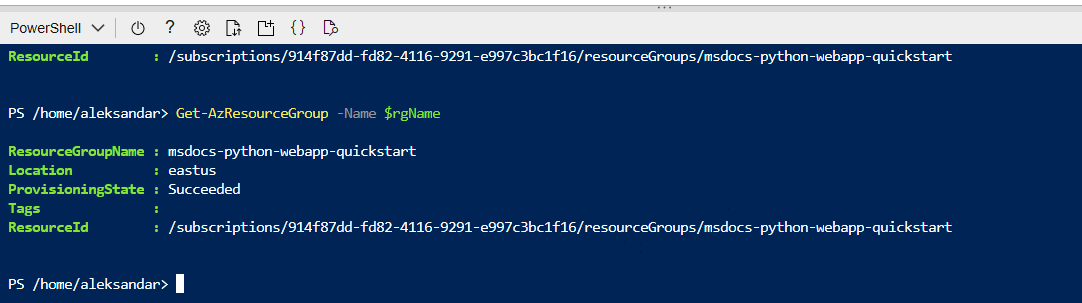 PowerShell
ResourceId : /subscriptions/914f87dd-fd82-4116-9291-e997c3bc1f16/resourceGroups/msdocs-python-webapp-quickstart
PS /home/aleksandar> Get-AzResourceGroup -Name $rgName
ResourceGroupName : msdocs-python-webapp-quickstart
Location : eastus
ProvisioningState : Succeeded
Tags :
ResourceId : /subscriptions/914f87dd-fd82-4116-9291-e997c3bc1f16/resourceGroups/msdocs-python-webapp-quickstart
PS /home/aleksandar>